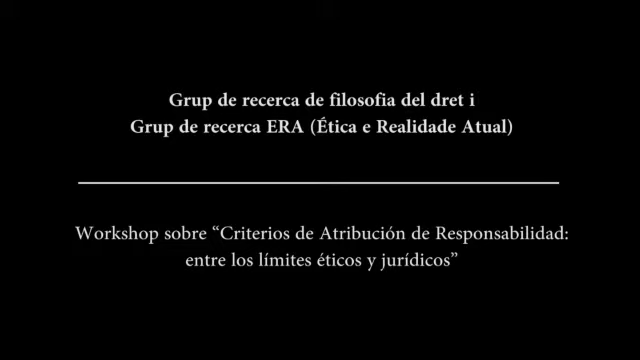 Grup de recerca de filosofia del dret i
Grup de recerca ERA (Ética e Realidade Atual)
Workshop sobre “Criterios de Atribución de Responsabilidad:
entre los límites éticos y jurídicos”